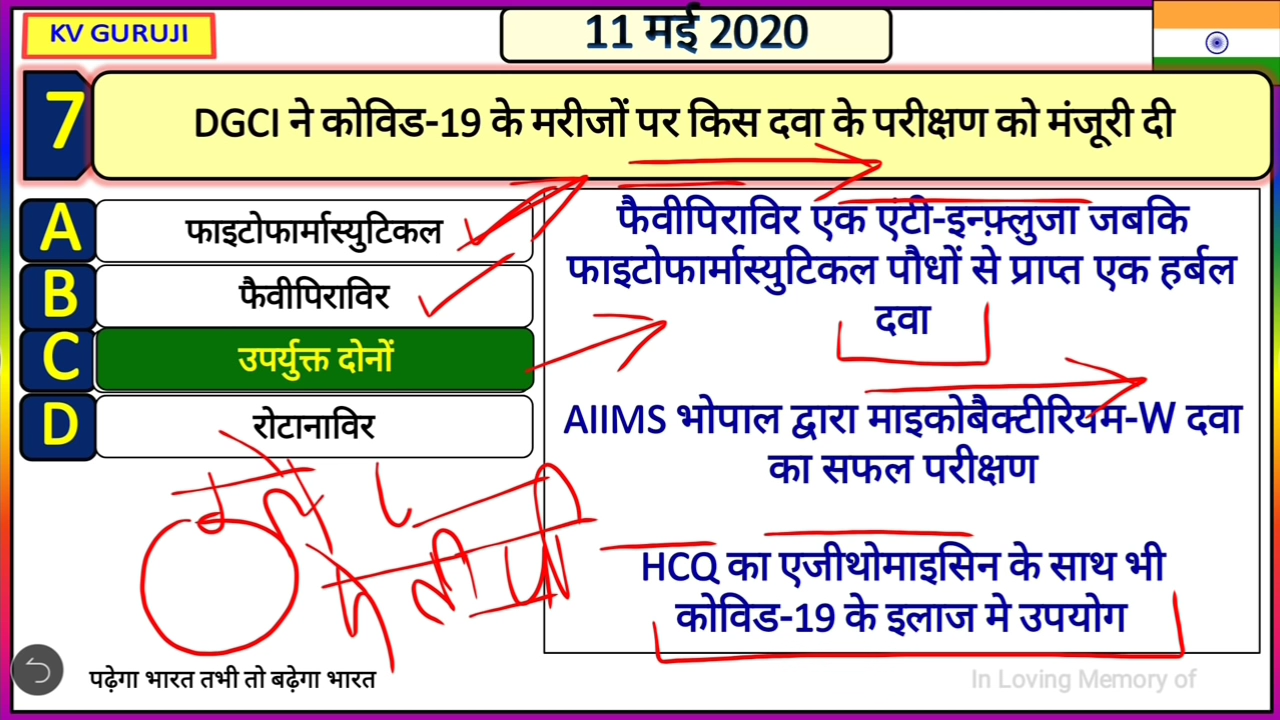 KV GURUJI
11 मई 2020
7
DGCI ने कोविड-19 के मरीजों पर किस दवा के परीक्षण को मंजूरी दी
A
फाइटोफार्मास्युटिकल
B
फैवीपिराविर
C
उपर्युक्त दोनों
D
रोटानाविर
फैवीपिराविर एक एंटी-इन्फ़्लुजा जबकि
फाइटोफार्मास्युटिकल पौधों से प्राप्त एक हर्बल
दवा
AIIMS भोपाल द्वारा माइकोबैक्टीरियम-W दवा
का सफल परीक्षण
HCQ का एजीथोमाइसिन के साथ भी
कोविड-19 के इलाज मे उपयोग
पढ़ेगा भारत तभी तो बढ़ेगा भारत
In Loving Memory of